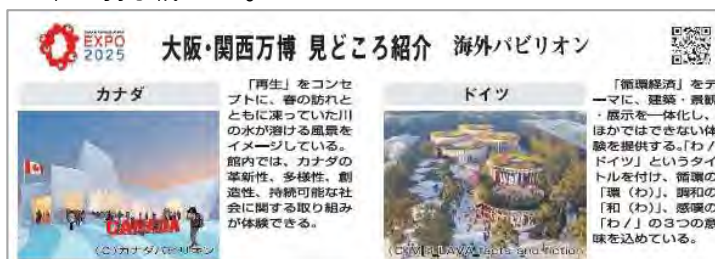 EXPO
2025
大阪・関西万博 見どころ紹介 海外パビリオン
カナダ
「再生」をコンセ
プトに、春の訪れと
ともに凍っていた川
の水が溶ける風景を
イメージしている。
館内では、カナダの
革新性、多様性、創
造性、持続可能な社
会に関する取り組み
が体験できる。
CANADA
(C)カナダパビリオン
ドイツ
「循環経済」をテ
ーマに、建築・景観
・展示を一体化し、
ほかではできない体
験を提供する。「わ!
ドイツ」というタイ
トルを付け、循環の
「環(わ)」、調和の
「和(わ)」、感嘆の
「わ!」の3つの意
味を込めている。
facts and fiction